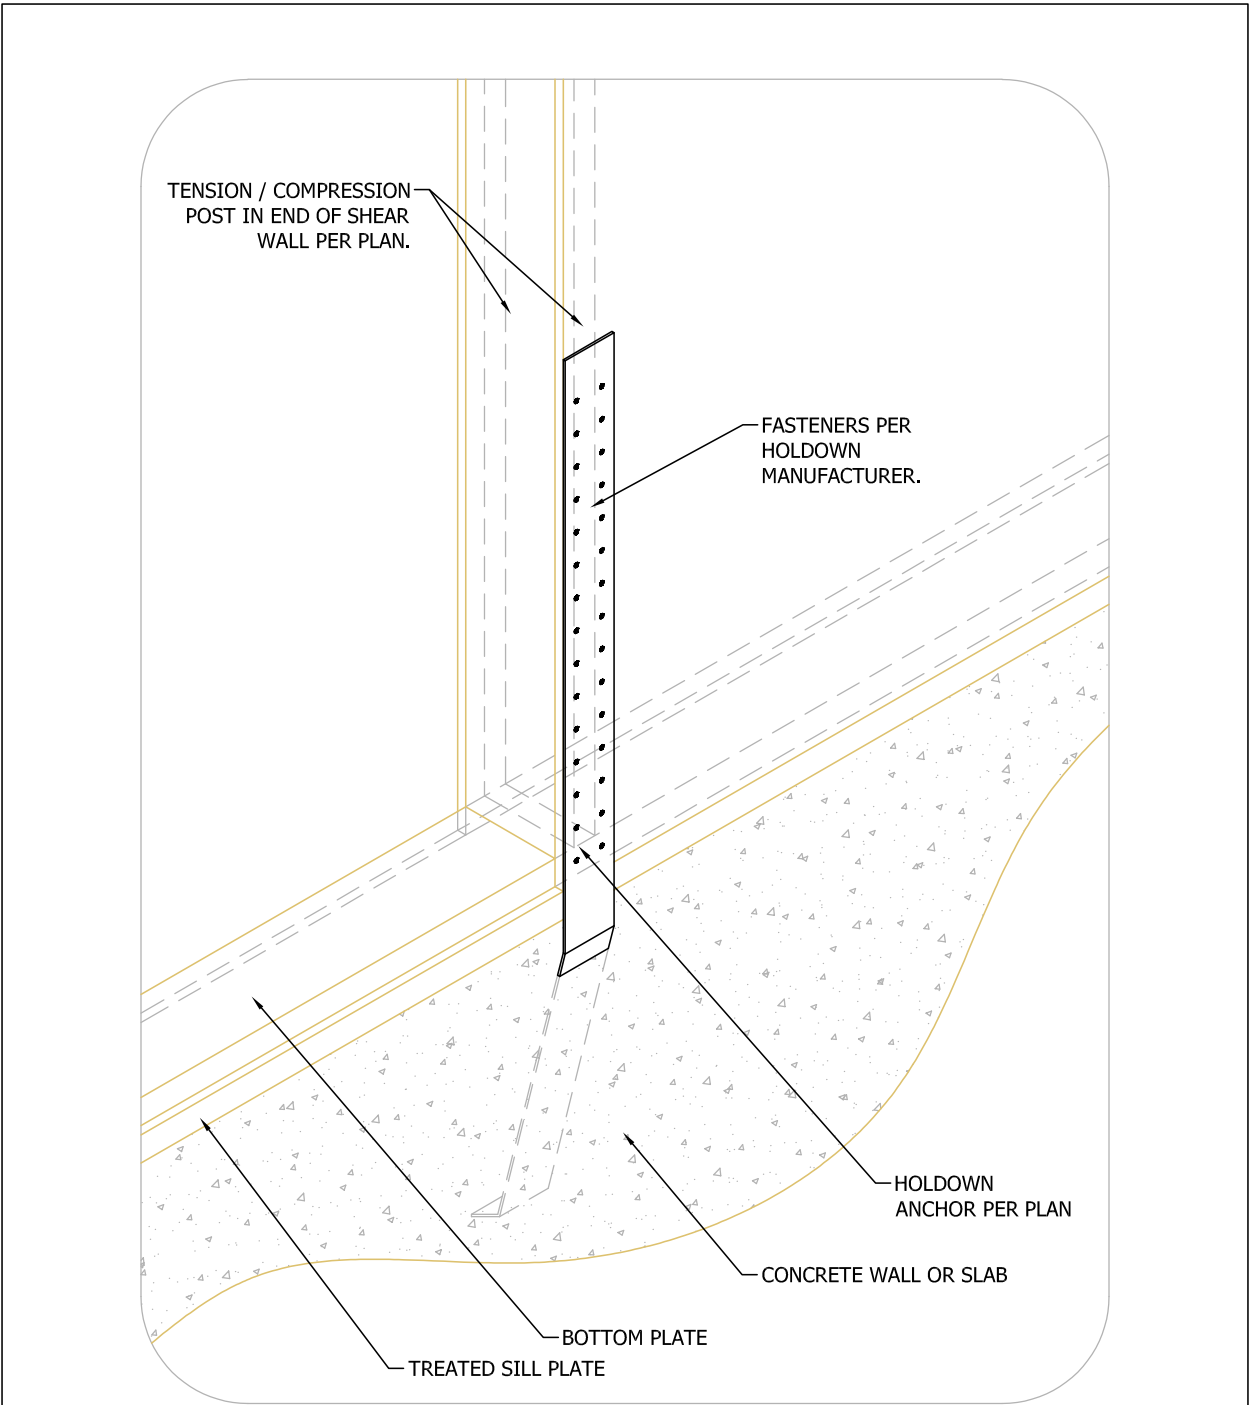 TENSION / COMPRESSION
POST IN END OF SHEAR
WALL PER PLAN.
FASTENERS PER
HOLDOWN
MANUFACTURER.
HOLDOWN
ANCHOR PER PLAN
CONCRETE WALL OR SLAB
BOTTOM PLATE
TREATED SILL PLATE